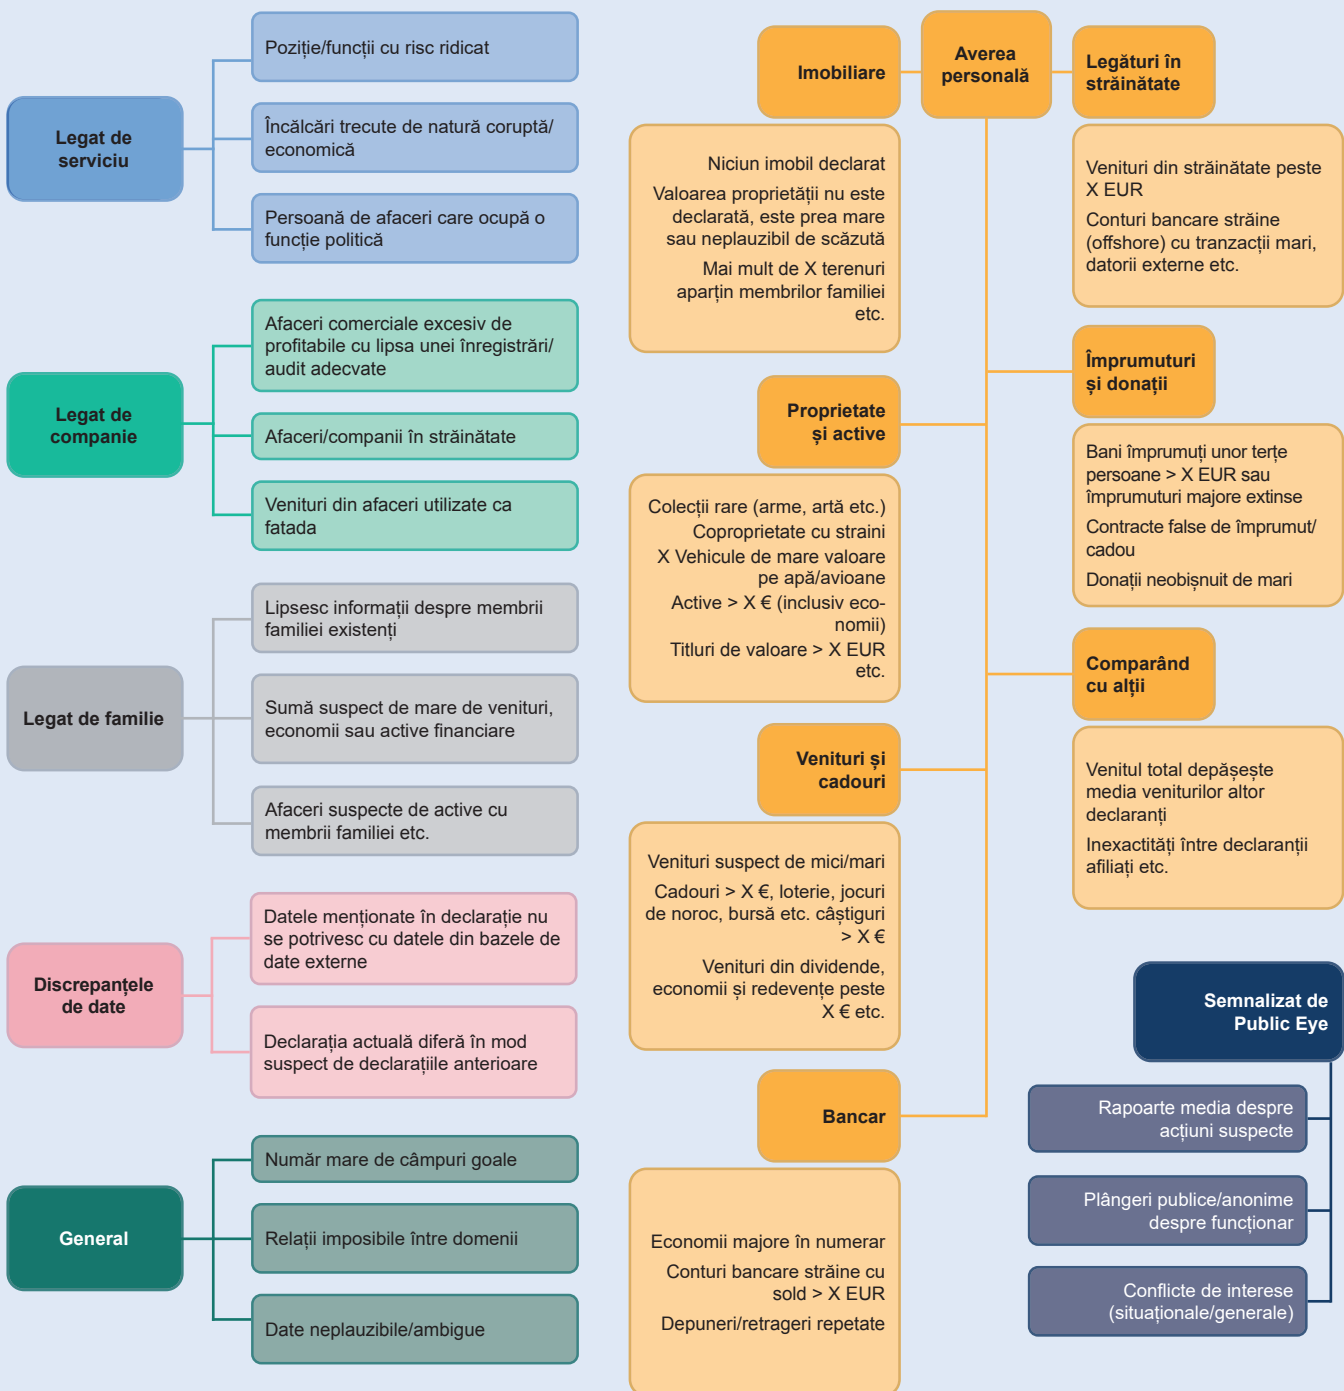 Legat de
serviciu
Poziție/funcții cu risc ridicat
Încălcări trecute de natură coruptă/
economică
Persoană de afaceri care ocupă o
funcție politică
Legat de
companie
Afaceri comerciale excesiv de
profitabile cu lipsa unei înregistrări/
audit adecvate
Afaceri/companii în străinătate
Venituri din afaceri utilizate ca
fatada
Legat de familie
Lipsesc informații despre membrii
familiei existenți
Sumă suspect de mare de venituri,
economii sau active financiare
Afaceri suspecte de active cu
membrii familiei etc.
Discrepanțele
de date
Datele menționate în declarație nu
se potrivesc cu datele din bazele de
date externe
Declarația actuală diferă în mod
suspect de declarațiile anterioare
General
Număr mare de câmpuri goale
Relații imposibile între domenii
Date neplauzibile/ambigue
Averea
personală
Imobiliare
Niciun imobil declarat
Valoarea proprietății nu este
declarată, este prea mare
sau neplauzibil de scăzută
Mai mult de X terenuri
aparțin membrilor familiei
etc.
Proprietate
și active
Colecții rare (arme, artă etc.)
Coproprietate cu straini
X Vehicule de mare valoare
pe apă/avioane
Active > X € (inclusiv eco-
nomii)
Titluri de valoare > X EUR
etc.
Venituri și
cadouri
Venituri suspect de mici/mari
Cadouri > X €, loterie, jocuri
de noroc, bursă etc. câștiguri
> X €
Venituri din dividende,
economii și redevențe peste
X € etc.
Bancar
Economii majore în numerar
Conturi bancare străine cu
sold > X EUR
Depuneri/retrageri repetate
Legături în
străinătate
Venituri din străinătate peste
X EUR
Conturi bancare străine
(offshore) cu tranzacții mari,
datorii externe etc.
Împrumuturi
și donații
Bani împrumuți unor terțe
persoane > X EUR sau
împrumuturi majore extinse
Contracte false de împrumut/
cadou
Donații neobișnuit de mari
Comparând
cu alții
Venitul total depășește
media veniturilor altor
declaranți
Inexactități între declaranții
afiliați etc.
Semnalizat de
Public Eye
Rapoarte media despre
acțiuni suspecte
Plângeri publice/anonime
despre funcționar
Conflicte de interese
(situaționale/generale)